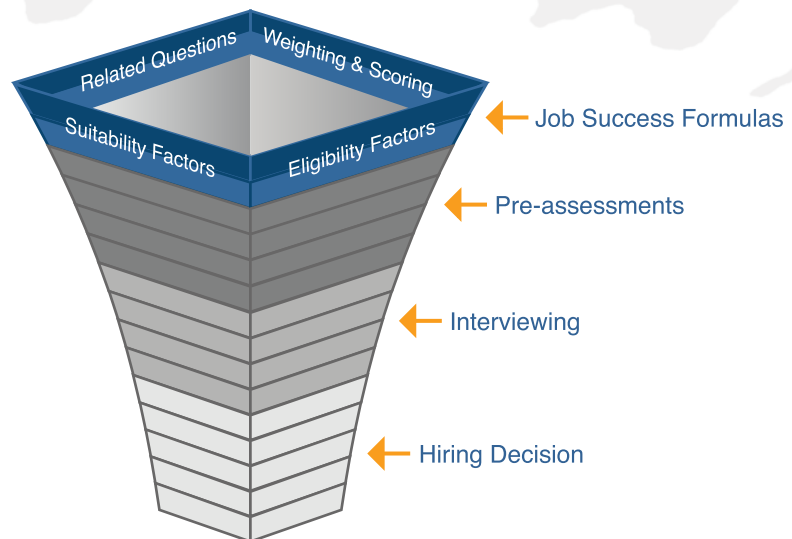 Related Questions
Weighting & Scoring
Suitability Factors
Eligibility Factors
Job Success Formulas
Pre-assessments
Interviewing
Hiring Decision